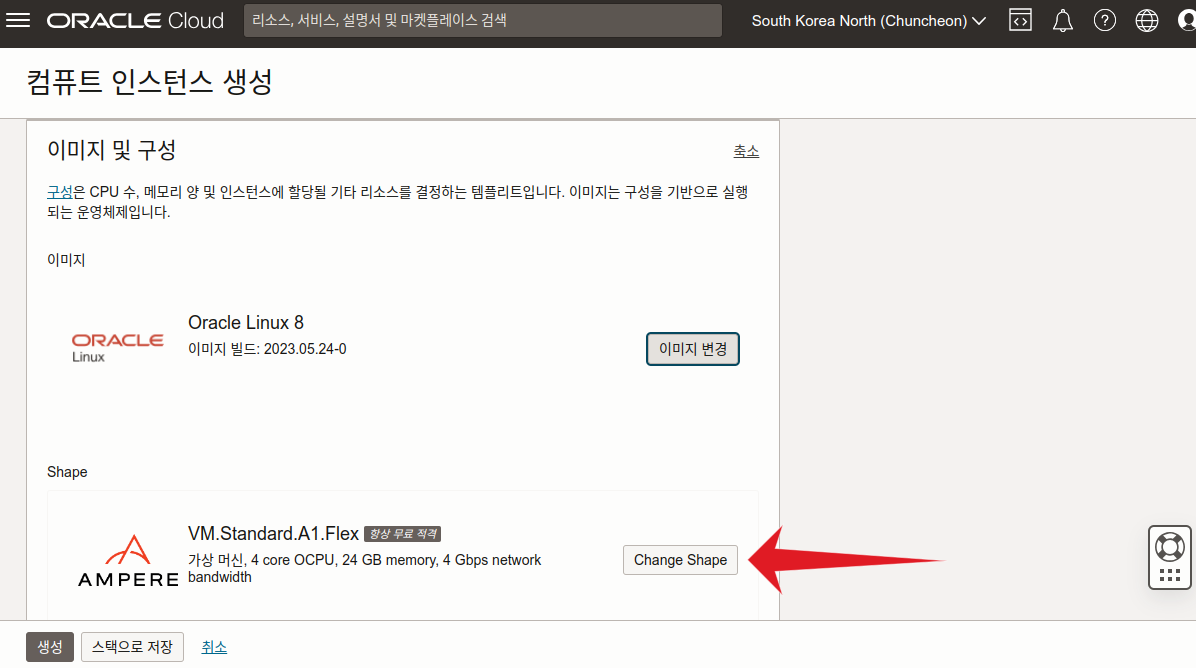 ORACLE Cloud
리소스, 서비스, 설명서 및 마켓플레이스 검색
South Korea North (Chuncheon)
컴퓨트 인스턴스 생성
이미지 및 구성
축소
구성은 CPU 수, 메모리 양 및 인스턴스에 할당될 기타 리소스를 결정하는 템플리트입니다. 이미지는 구성을 기반으로 실행
되는 운영체제입니다.
이미지
ORACLE
Linux
Oracle Linux 8
이미지 빌드: 2023.05.24-0
이미지 변경
Shape
AMPERE
VM.Standard.A1.Flex 항상 무료 적격
가상 머신, 4 core OCPU, 24 GB memory, 4 Gbps network
bandwidth
Change Shape
생성
스택으로 저장
취소